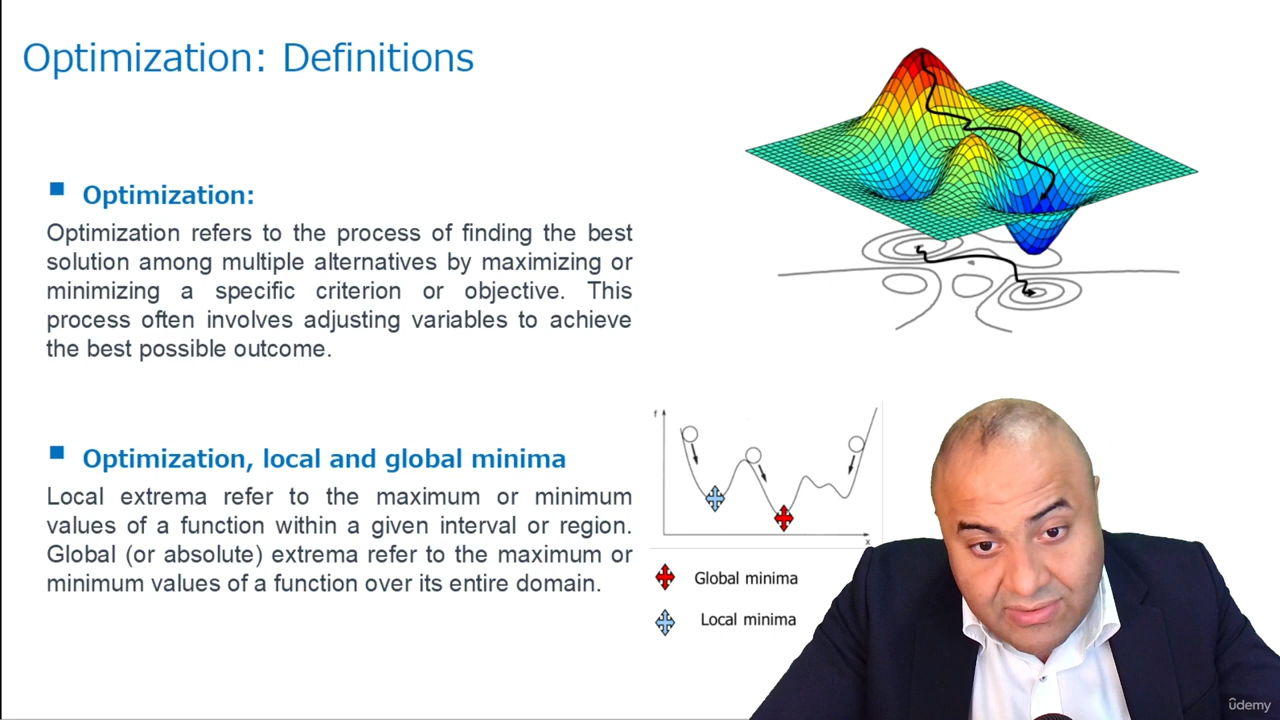 Optimization: Definitions
Optimization:
Optimization refers to the process of finding the best
solution among multiple alternatives by maximizing or
minimizing a specific criterion or objective. This
process often involves adjusting variables to achieve
the best possible outcome.
Optimization, local and global minima
Local extrema refer to the maximum or minimum
values of a function within a given interval or region.
Global (or absolute) extrema refer to the maximum or
minimum values of a function over its entire domain.
f
x
Global minima
Local minima
ûdemy